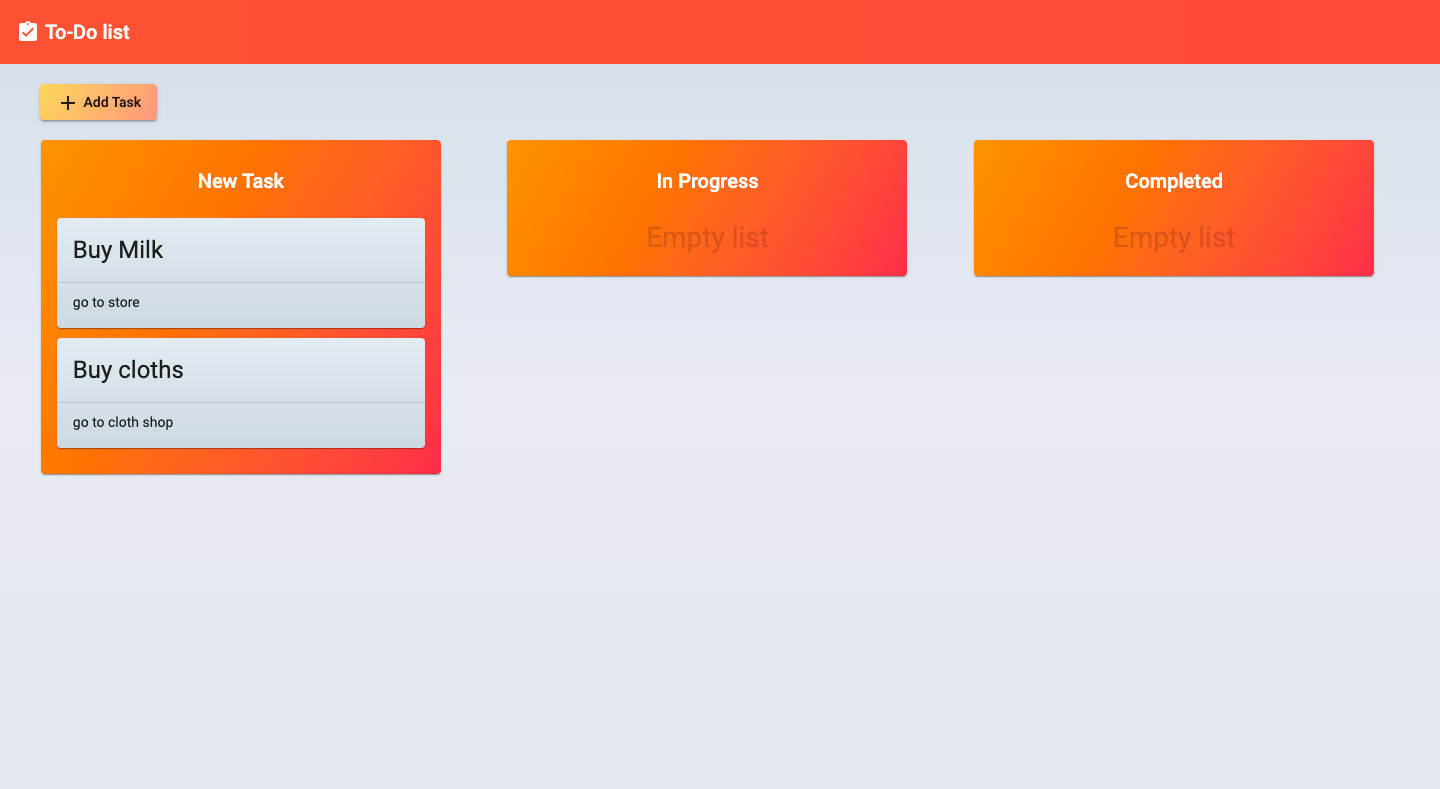 To-Do list
Add Task
New Task
Buy Milk
go to store
Buy cloths
go to cloth shop
In Progress
Empty list
Completed
Empty list